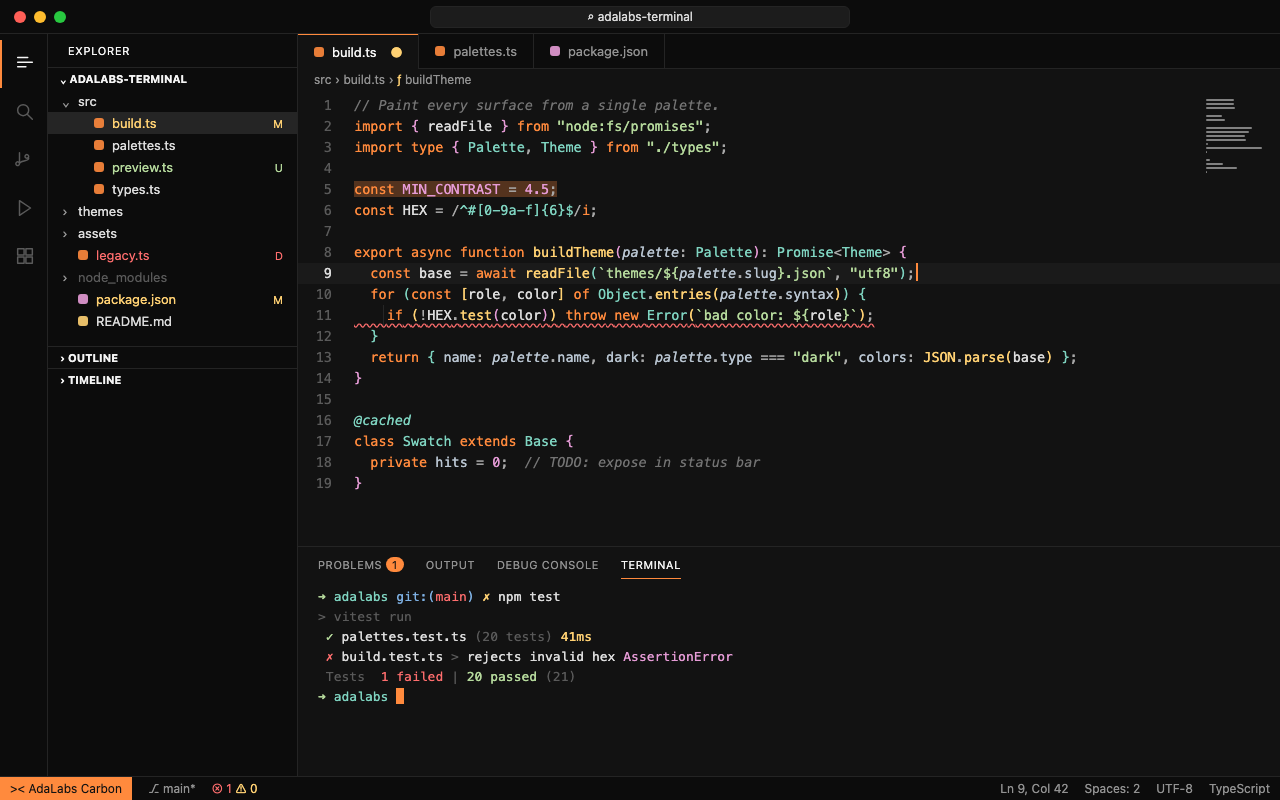 adalabs-terminal
EXPLORER
ADALABS-TERMINAL
src
build.ts M
palettes.ts
preview.ts U
types.ts
themes
assets
legacy.ts D
node_modules
package.json M
README.md
OUTLINE
TIMELINE
build.ts
palettes.ts
package.json
src › build.ts › ƒ buildTheme
1 // Paint every surface from a single palette.
2 import { readFile } from "node:fs/promises";
3 import type { Palette, Theme } from "./types";
4
5 const MIN_CONTRAST = 4.5;
6 const HEX = /^#[0-9a-f]{6}$/i;
7
8 export async function buildTheme(palette: Palette): Promise<Theme> {
9   const base = await readFile(`themes/${palette.slug}.json`, "utf8");
10   for (const [role, color] of Object.entries(palette.syntax)) {
11     if (!HEX.test(color)) throw new Error(`bad color: ${role}`);
12   }
13   return { name: palette.name, dark: palette.type === "dark", colors: JSON.parse(base) };
14 }
15
16 @cached
17 class Swatch extends Base {
18   private hits = 0;  // TODO: expose in status bar
19 }
PROBLEMS 1 OUTPUT DEBUG CONSOLE TERMINAL
➜ adalabs git:(main) ✗ npm test
> vitest run
✓ palettes.test.ts (20 tests) 41ms
✗ build.test.ts > rejects invalid hex AssertionError
Tests  1 failed | 20 passed (21)
➜ adalabs
>< AdaLabs Carbon main* 1 0 Ln 9, Col 42 Spaces: 2 UTF-8 TypeScript